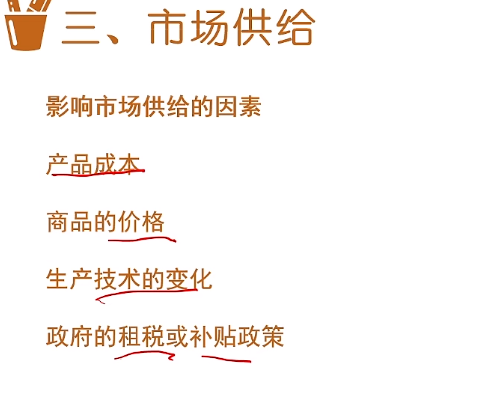 三、市场供给
影响市场供给的因素
产品成本
商品的价格
生产技术的变化
政府的租税或补贴政策